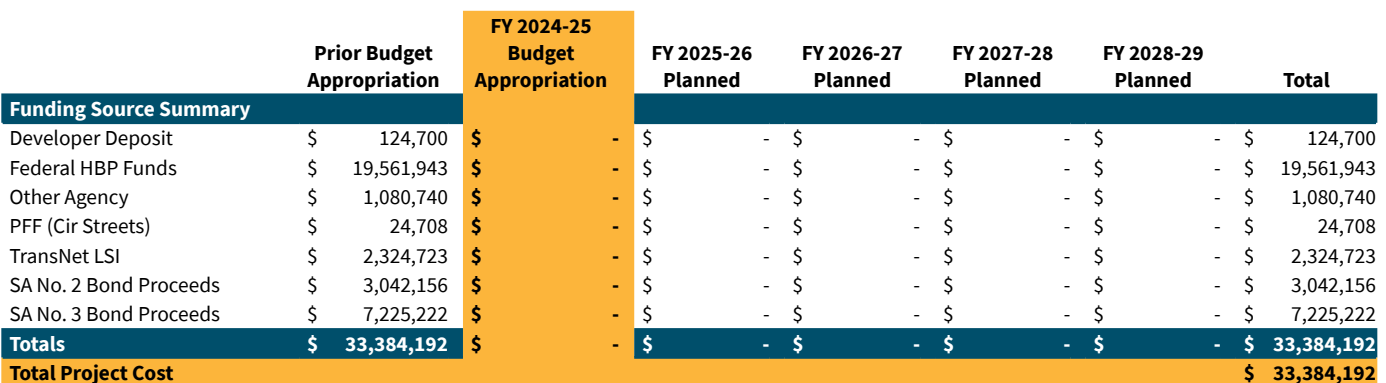 FY 2024-25
Prior Budget Budget FY 2025-26 FY 2026-27 FY 2027-28 FY 2028-29
Appropriation Appropriation Planned Planned Planned Planned Total
Funding Source Summary
Developer Deposit $ 124,700 $ - $ - $ - $ - $ - $ 124,700
Federal HBP Funds $ 19,561,943 $ - $ - $ - $ - $ - $ 19,561,943
Other Agency $ 1,080,740 $ - $ - $ - $ - $ - $ 1,080,740
PFF (Cir Streets) $ 24,708 $ - $ - $ - $ - $ - $ 24,708
TransNet LSI $ 2,324,723 $ - $ - $ - $ - $ - $ 2,324,723
SA No. 2 Bond Proceeds $ 3,042,156 $ - $ - $ - $ - $ - $ 3,042,156
SA No. 3 Bond Proceeds $ 7,225,222 $ - $ - $ - $ - $ - $ 7,225,222
Totals $ 33,384,192 $ - $ - $ - $ - $ - $ 33,384,192
Total Project Cost $ 33,384,192